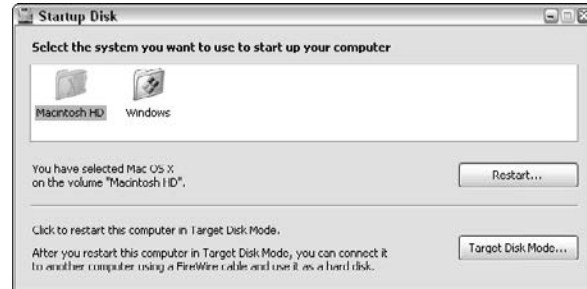 Startup Disk
Select the system you want to use to start up your computer
Macintosh HD Windows
You have selected Mac OS X
on the volume "Macintosh HD".
Restart...
Click to restart this computer in Target Disk Mode.
After you restart this computer in Target Disk Mode, you can connect it
to another computer using a FireWire cable and use it as a hard disk.
Target Disk Mode...